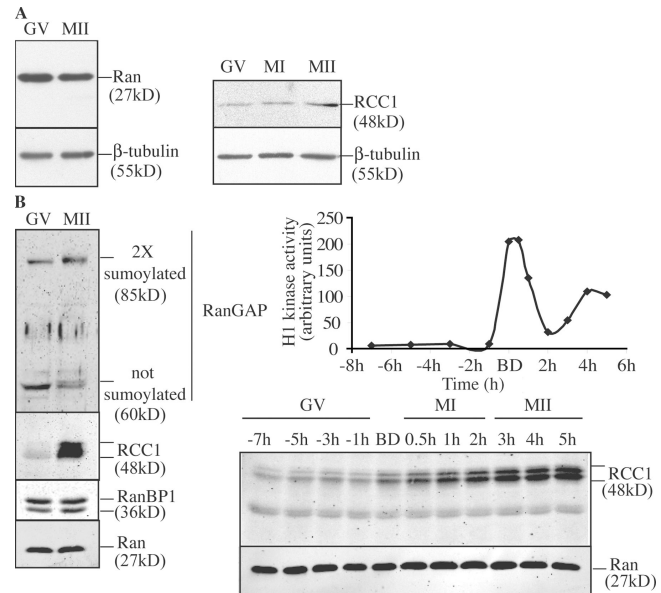 A
GV MII
Ran
(27kD)
β-tubulin
(55kD)
GV MI MII
RCC1
(48kD)
β-tubulin
(55kD)
B
GV MII
2X
sumoylated
(85kD)
not
sumoylated
(60kD)
RanGAP
RCC1
(48kD)
RanBP1
(36kD)
Ran
(27kD)
H1 kinase activity
(arbitrary units)
250
200
150
100
50
0
-8h -6h -4h -2h BD 2h 4h 6h
Time (h)
GV MI MII
-7h -5h -3h -1h BD 0.5h 1h 2h 3h 4h 5h
RCC1
(48kD)
Ran
(27kD)